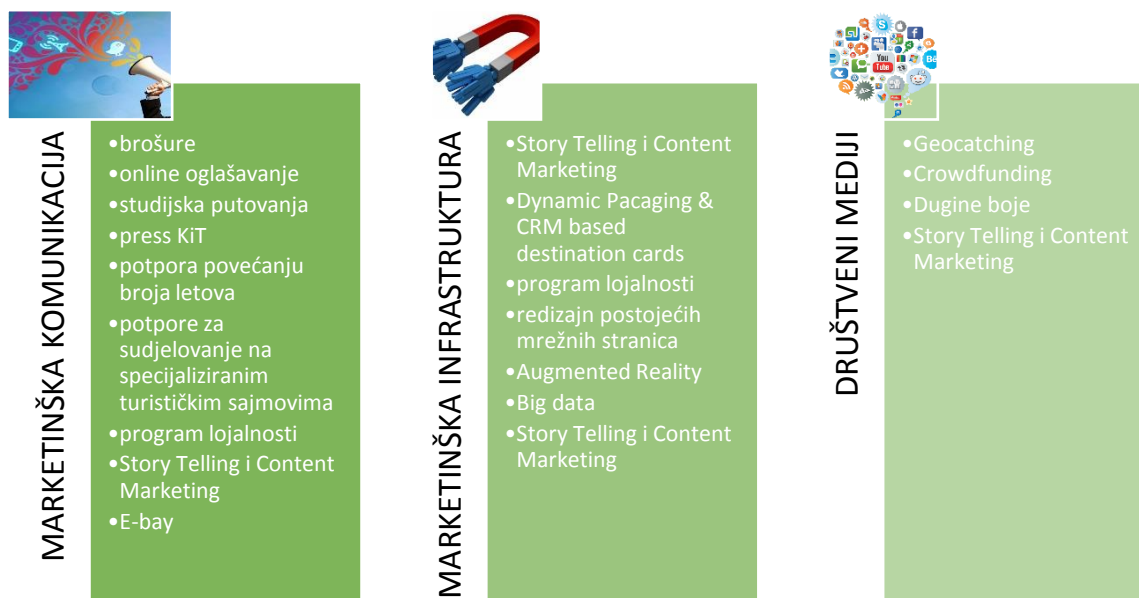 MARKETINŠKA KOMUNIKACIJA
•brošure
•online oglašavanje
•studijska putovanja
•press KiT
•potpora povećanju
broja letova
•potpore za
sudjelovanje na
specijaliziranim
turističkim sajmovima
•program lojalnosti
•Story Telling i Content
Marketing
•E-bay
MARKETINŠKA INFRASTRUKTURA
•Story Telling i Content
Marketing
•Dynamic Pacaging &
CRM based
destination cards
•program lojalnosti
•redizajn postojećih
mrežnih stranica
•Augmented Reality
•Big data
•Story Telling i Content
Marketing
You
Tube
DRUŠTVENI MEDIJI
•Geocatching
•Crowdfunding
•Dugine boje
•Story Telling i Content
Marketing